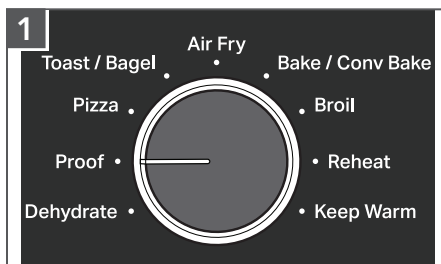 1
Air Fry
Toast / Bagel
Bake / Conv Bake
Pizza
Broil
Proof
Reheat
Dehydrate
Keep Warm